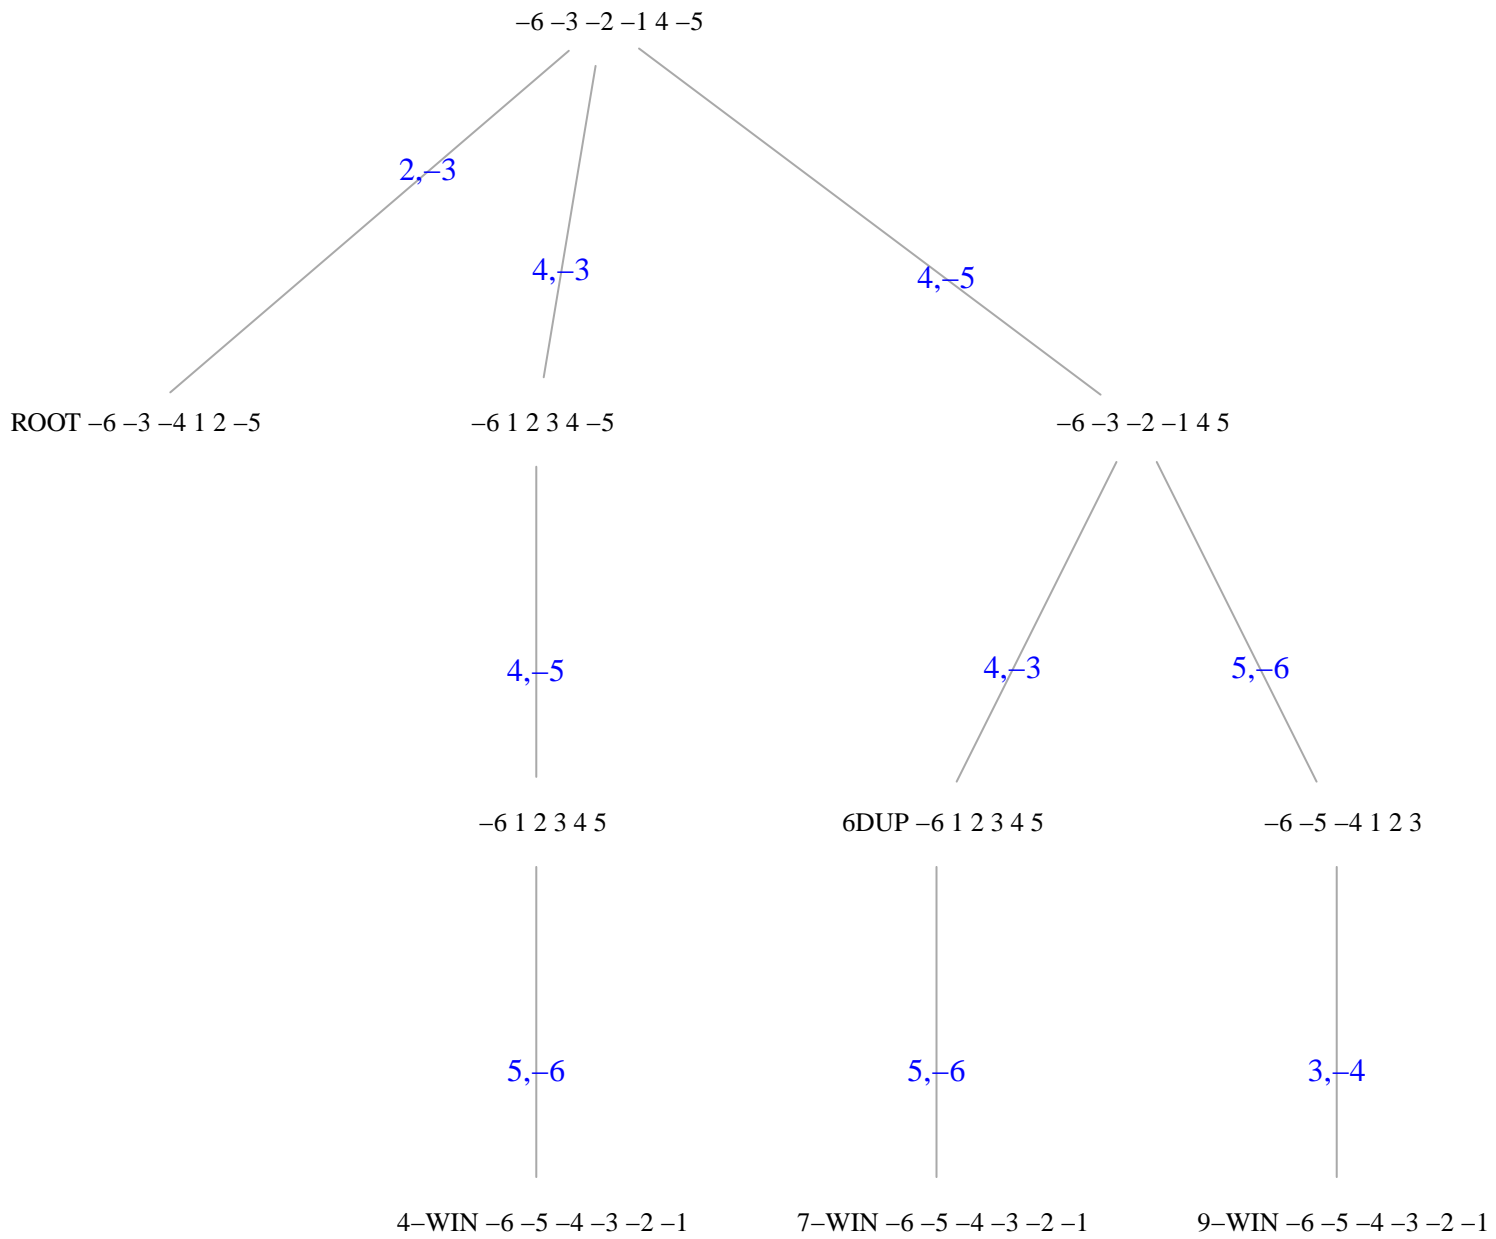 −6 −3 −2 −1 4 −5
2,−3
4,−3
4,−5
ROOT −6 −3 −4 1 2 −5
−6 1 2 3 4 −5
−6 −3 −2 −1 4 5
4,−5
4,−3
5,−6
−6 1 2 3 4 5
6DUP −6 1 2 3 4 5
−6 −5 −4 1 2 3
5,−6
5,−6
3,−4
4−WIN −6 −5 −4 −3 −2 −1
7−WIN −6 −5 −4 −3 −2 −1
9−WIN −6 −5 −4 −3 −2 −1